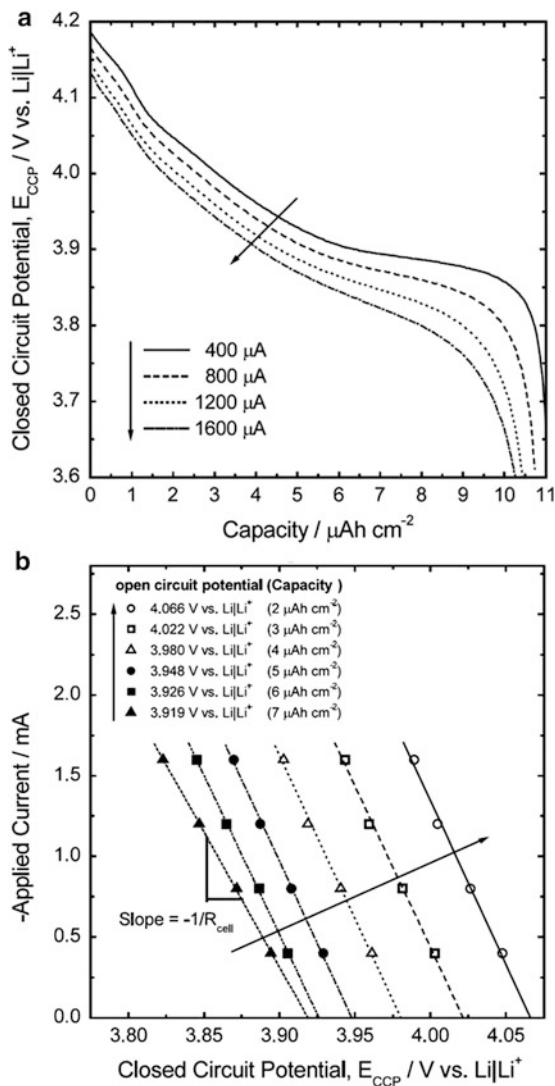 a
4.2
4.1
4.0
3.9
3.8
3.7
3.6
Closed Circuit Potential, E_CCP / V vs. Li|Li⁺
400 μA
800 μA
1200 μA
1600 μA
0 1 2 3 4 5 6 7 8 9 10 11
Capacity / μAh cm⁻²
b
2.5
2.0
1.5
1.0
0.5
0.0
-Applied Current / mA
open circuit potential (Capacity )
4.066 V vs. Li|Li⁺ (2 μAh cm⁻²)
4.022 V vs. Li|Li⁺ (3 μAh cm⁻²)
3.980 V vs. Li|Li⁺ (4 μAh cm⁻²)
3.948 V vs. Li|Li⁺ (5 μAh cm⁻²)
3.926 V vs. Li|Li⁺ (6 μAh cm⁻²)
3.919 V vs. Li|Li⁺ (7 μAh cm⁻²)
Slope = -1/R_cell
3.80 3.85 3.90 3.95 4.00 4.05
Closed Circuit Potential, E_CCP / V vs. Li|Li⁺